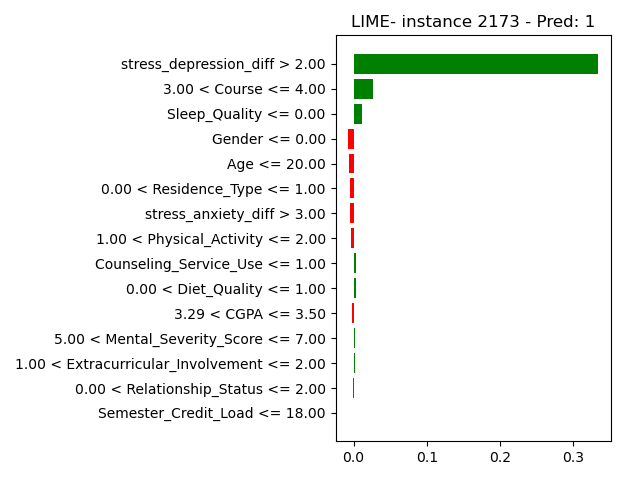 LIME- instance 2173 - Pred: 1
stress_depression_diff > 2.00
3.00 < Course <= 4.00
Sleep_Quality <= 0.00
Gender <= 0.00
Age <= 20.00
0.00 < Residence_Type <= 1.00
stress_anxiety_diff > 3.00
1.00 < Physical_Activity <= 2.00
Counseling_Service_Use <= 1.00
0.00 < Diet_Quality <= 1.00
3.29 < CGPA <= 3.50
5.00 < Mental_Severity_Score <= 7.00
1.00 < Extracurricular_Involvement <= 2.00
0.00 < Relationship_Status <= 2.00
Semester_Credit_Load <= 18.00
0.0 0.1 0.2 0.3